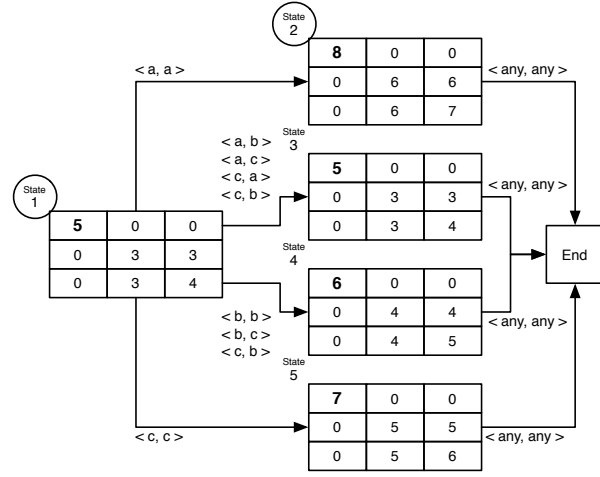 State
2
8 0 0
0 6 6
0 6 7
< a, a >
< any, any >
< a, b >
< a, c >
< c, a >
< c, b >
State
3
5 0 0
0 3 3
0 3 4
< any, any >
State
1
5 0 0
0 3 3
0 3 4
End
State
4
6 0 0
0 4 4
0 4 5
< b, b >
< b, c >
< c, b >
< any, any >
State
5
7 0 0
0 5 5
0 5 6
< c, c >
< any, any >